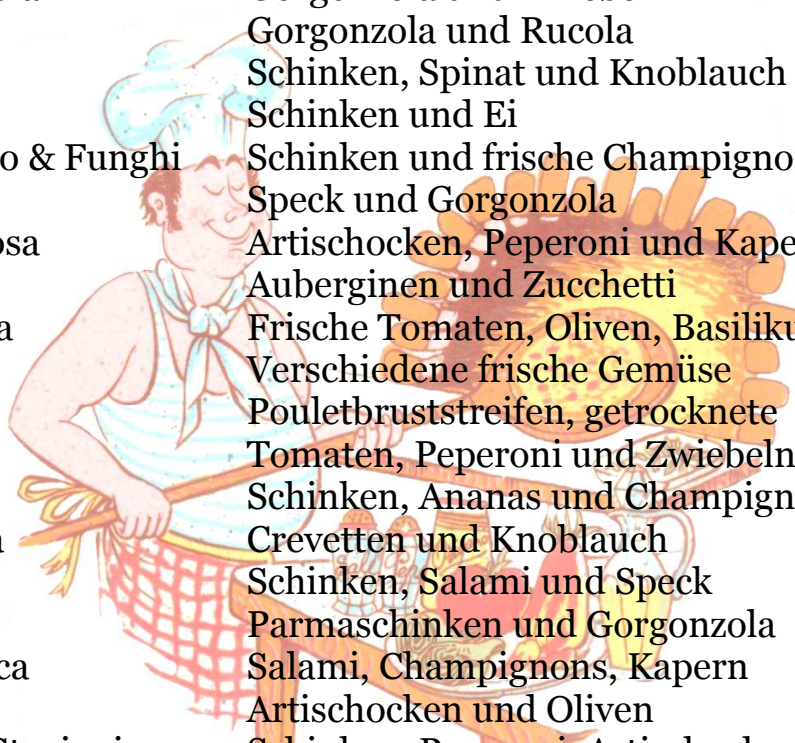 Gorgonzola und Rucola
Schinken, Spinat und Knoblauch
Schinken und Ei
o & Funghi Schinken und frische Champigno
Speck und Gorgonzola
osa Artischocken, Peperoni und Kape
Auberginen und Zucchetti
a Frische Tomaten, Oliven, Basiliku
Verschiedene frische Gemüse
Pouletbruststreifen, getrocknete
Tomaten, Peperoni und Zwiebeln
Schinken, Ananas und Champign
a Crevetten und Knoblauch
Schinken, Salami und Speck
Parmaschinken und Gorgonzola
ca Salami, Champignons, Kapern
Artischocken und Oliven